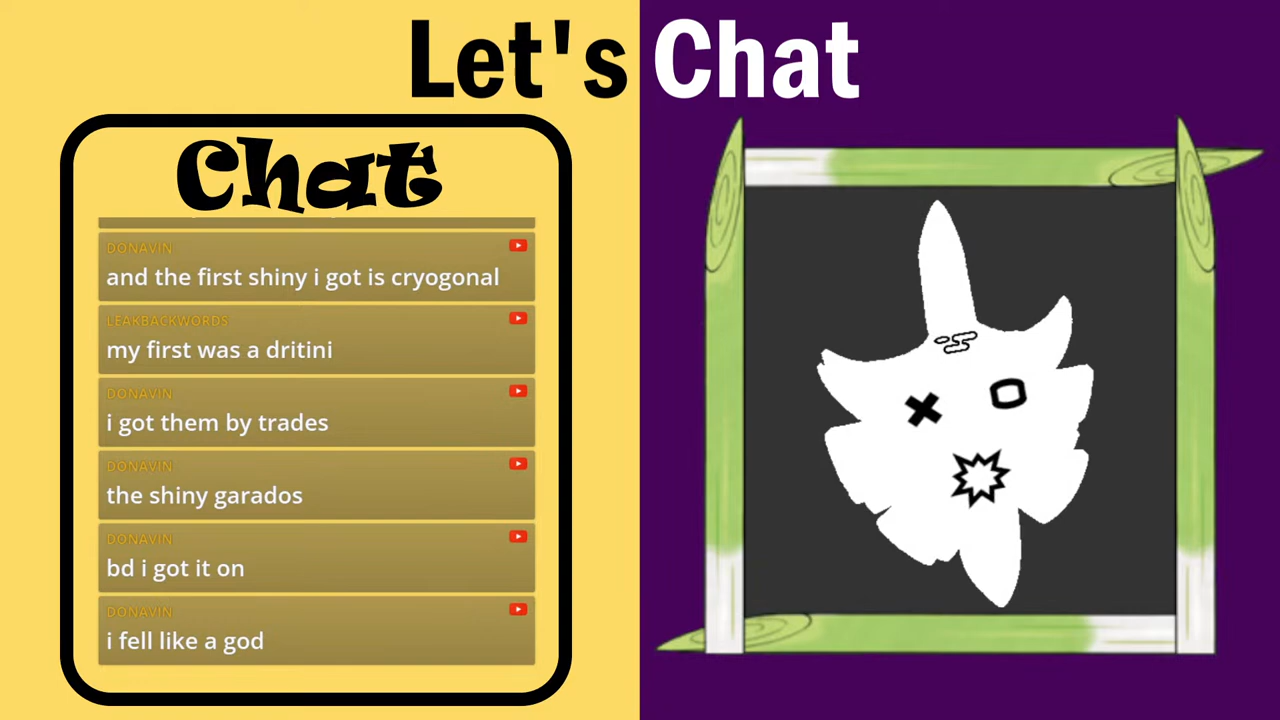 Let's Chat
Chat
DONAVIN
and the first shiny i got is cryogonal
LEAKBACKWORDS
my first was a dritini
DONAVIN
i got them by trades
DONAVIN
the shiny garados
DONAVIN
bd i got it on
DONAVIN
i fell like a god